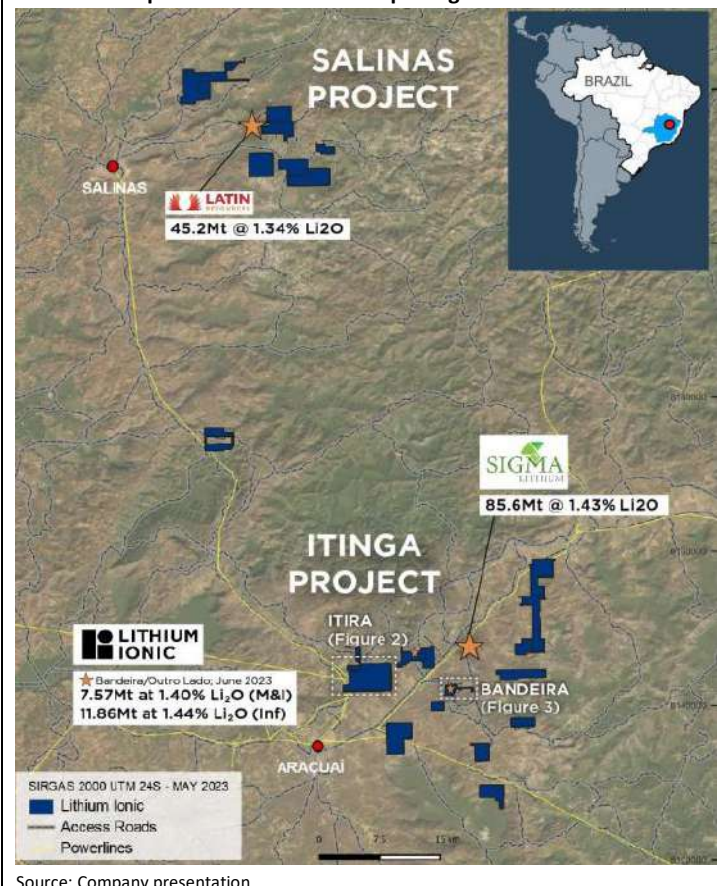 SALINAS
PROJECT
BRAZIL
SALINAS
LATIN
RESOURCES
45.2Mt @ 1.34% Li2O
SIGMA
LITHIUM
85.6Mt @ 1.43% Li2O
ITINGA
PROJECT
ITIRA
(Figure 2)
LITHIUM
IONIC
Bandeira/Outro Lado; June 2023
7.57Mt at 1.40% Li₂O (M&I)
11.86Mt at 1.44% Li₂O (Inf)
BANDEIRA
(Figure 3)
ARAÇUAÍ
SIRGAS 2000 UTM 24S - MAY 2023
Lithium Ionic
Access Roads
Powerlines
0 7.5 15 km
Source: Company presentation